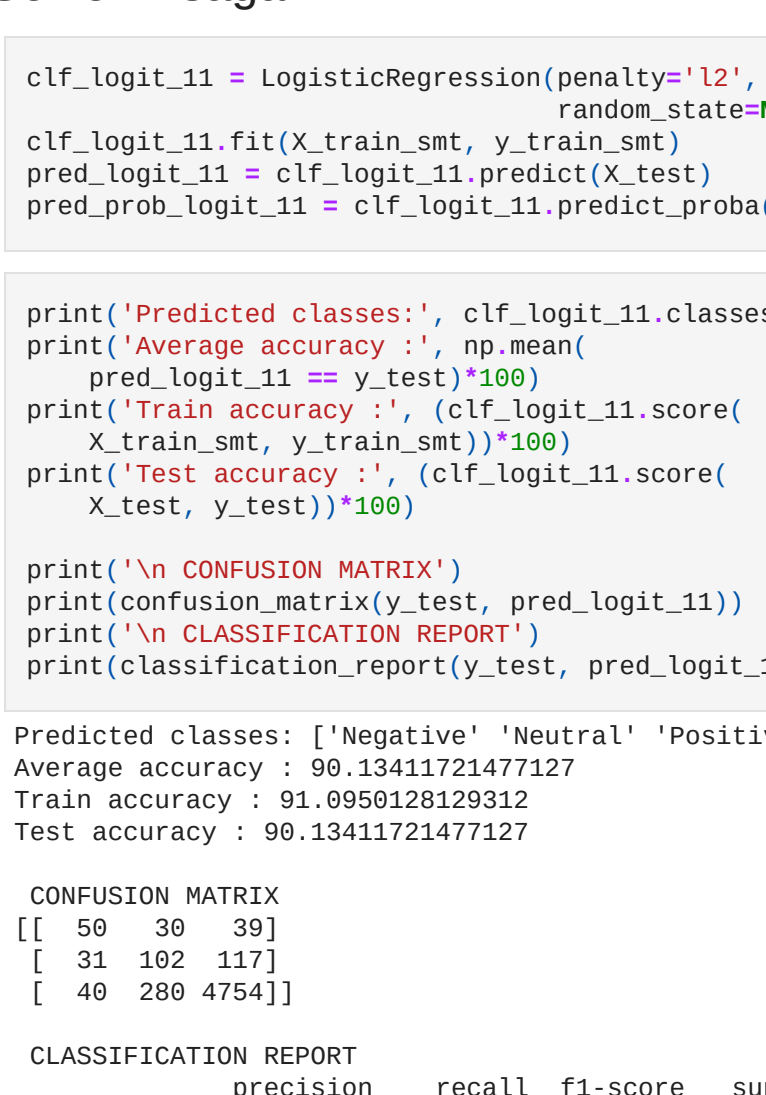 clf_logit_11 = LogisticRegression(penalty='l2',
random_state=
clf_logit_11.fit(X_train_smt, y_train_smt)
pred_logit_11 = clf_logit_11.predict(X_test)
pred_prob_logit_11 = clf_logit_11.predict_proba(
print('Predicted classes:', clf_logit_11.classes
print('Average accuracy :', np.mean(
    pred_logit_11 == y_test)*100)
print('Train accuracy :', (clf_logit_11.score(
    X_train_smt, y_train_smt))*100)
print('Test accuracy :', (clf_logit_11.score(
    X_test, y_test))*100)
print('\n CONFUSION MATRIX')
print(confusion_matrix(y_test, pred_logit_11))
print('\n CLASSIFICATION REPORT')
print(classification_report(y_test, pred_logit_1
Predicted classes: ['Negative' 'Neutral' 'Positiv
Average accuracy : 90.13411721477127
Train accuracy : 91.0950128129312
Test accuracy : 90.13411721477127
CONFUSION MATRIX
[[  50   30   39]
 [  31  102  117]
 [  40  280 4754]]
CLASSIFICATION REPORT
precision    recall  f1-score   su